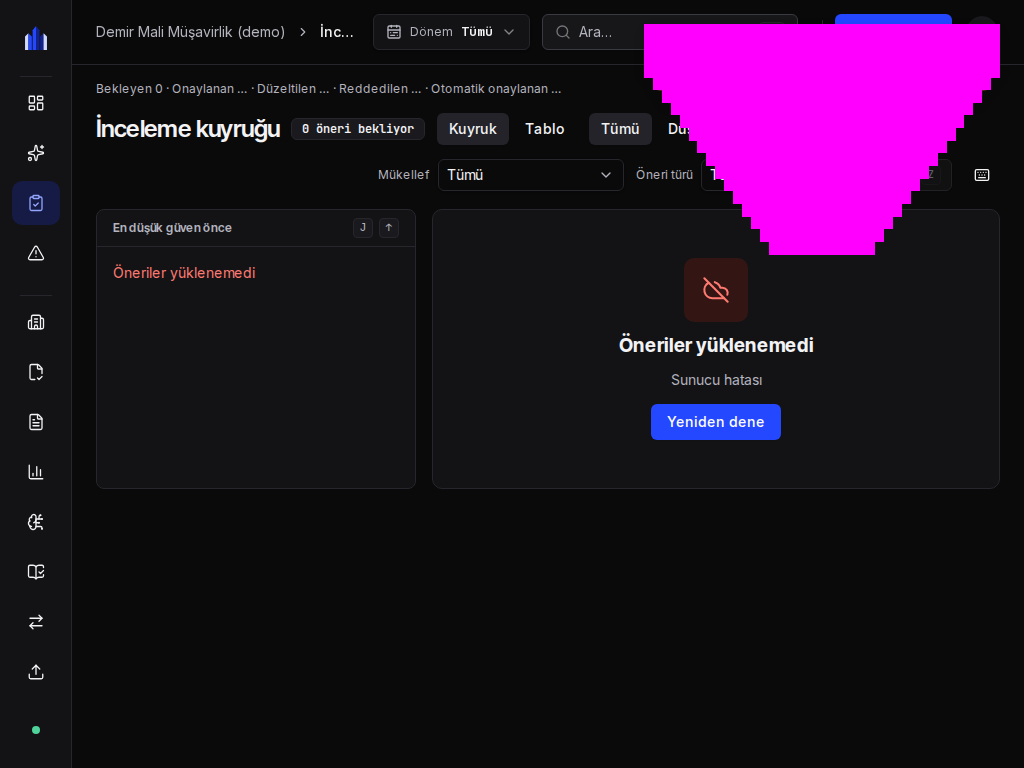 Demir Mali Müşavirlik (demo) İnc... Dönem Tümü Ara...
Bekleyen 0 · Onaylanan ... · Düzeltilen ... · Reddedilen ... · Otomatik onaylanan ...
İnceleme kuyruğu 0 öneri bekliyor Kuyruk Tablo Tümü
Mükellef Tümü Öneri türü
En düşük güven önce J ↑
Öneriler yüklenemedi
Öneriler yüklenemedi
Sunucu hatası
Yeniden dene